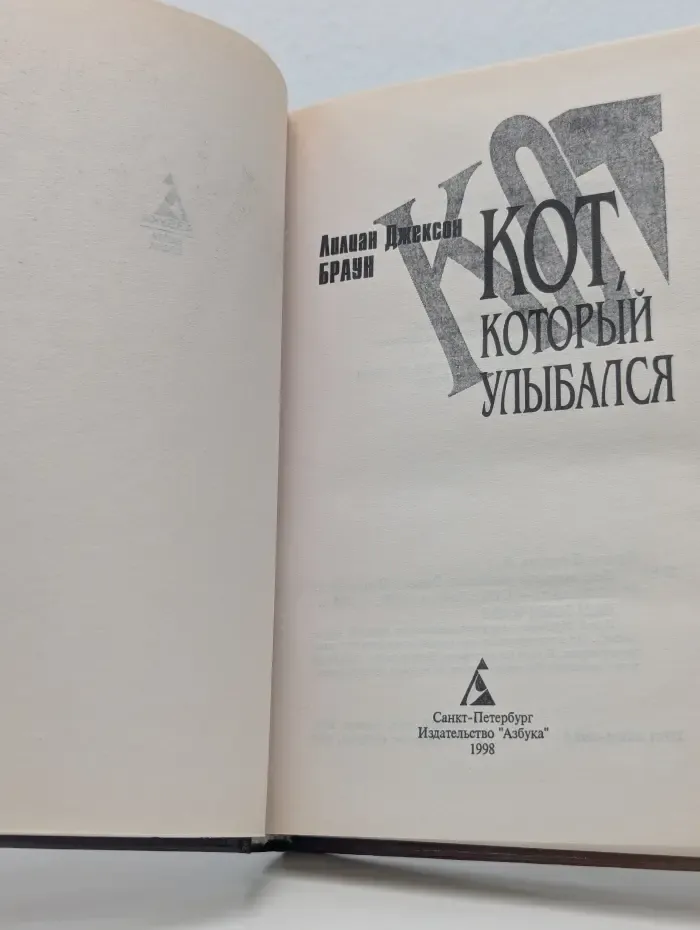 КОТ
Лилиан Джексон
БРАУН
КОТ,
КОТОРЫЙ
УЛЫБАЛСЯ
Санкт-Петербург
Издательство "Азбука"
1998